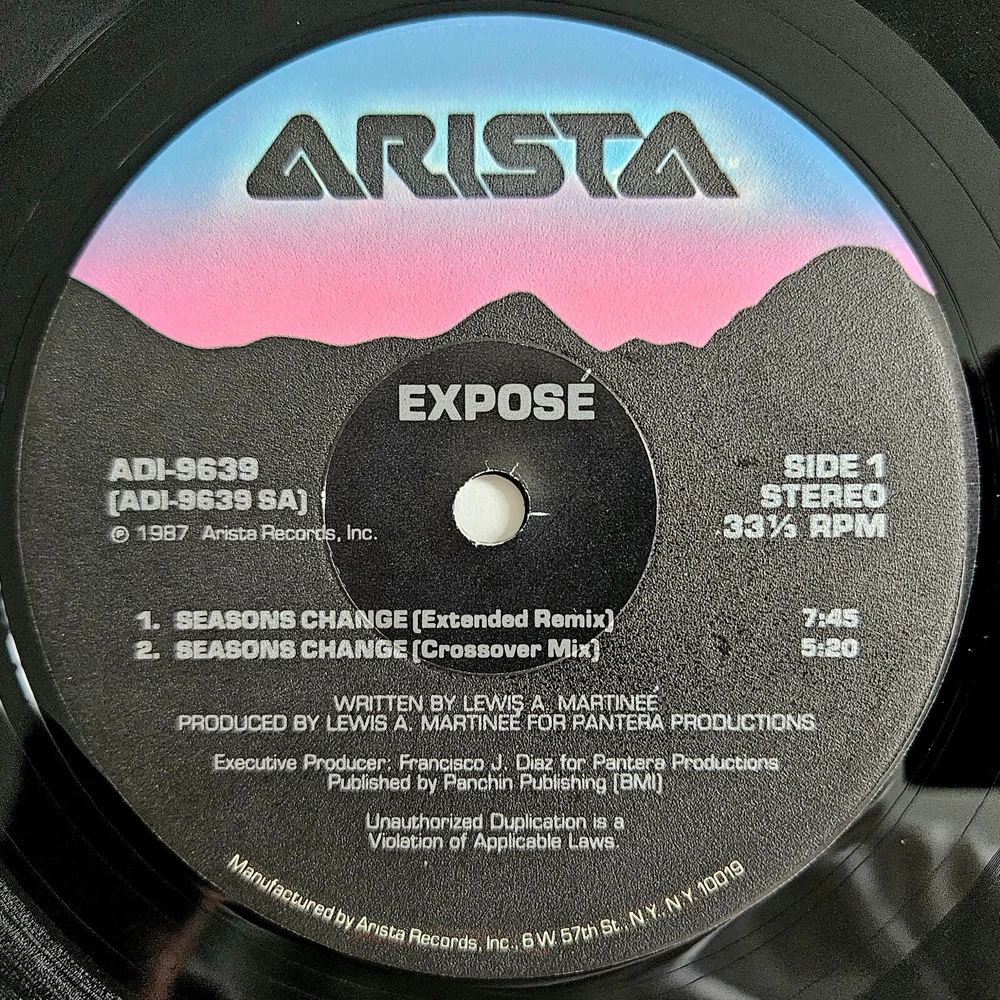 ARISTA
EXPOSÉ
ADI-9639
(ADI-9639 SA)
℗ 1987 Arista Records, Inc.
SIDE 1
STEREO
33⅓ RPM
1. SEASONS CHANGE (Extended Remix) 7:45
2. SEASONS CHANGE (Crossover Mix) 5:20
WRITTEN BY LEWIS A. MARTINEÉ
PRODUCED BY LEWIS A. MARTINEÉ FOR PANTERA PRODUCTIONS
Executive Producer: Francisco J. Diaz for Pantera Productions
Published by Panchin Publishing (BMI)
Unauthorized Duplication is a
Violation of Applicable Laws.
Manufactured by Arista Records, Inc., 6 W. 57th St., N.Y., N.Y. 10019